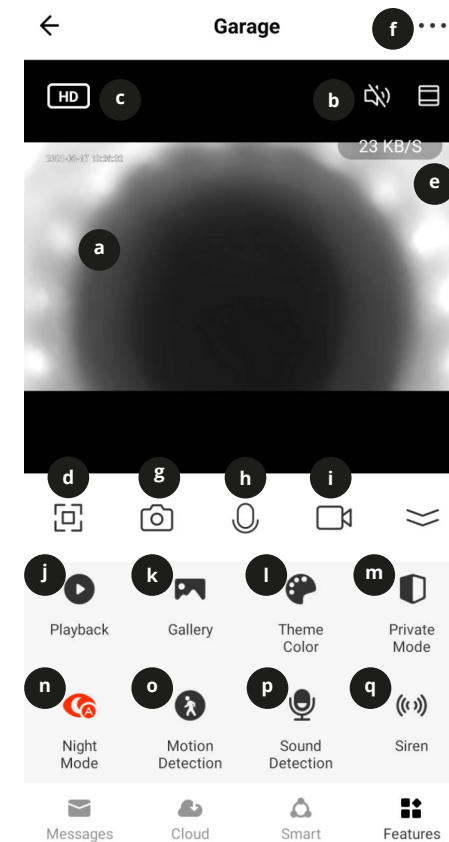 Garage
f
HD
c
b
23 KB/S
e
a
d
g
h
i
j
k
l
m
Playback
Gallery
Theme
Color
Private
Mode
n
o
p
q
A
Night
Mode
Motion
Detection
Sound
Detection
Siren
Messages
Cloud
Smart
Features